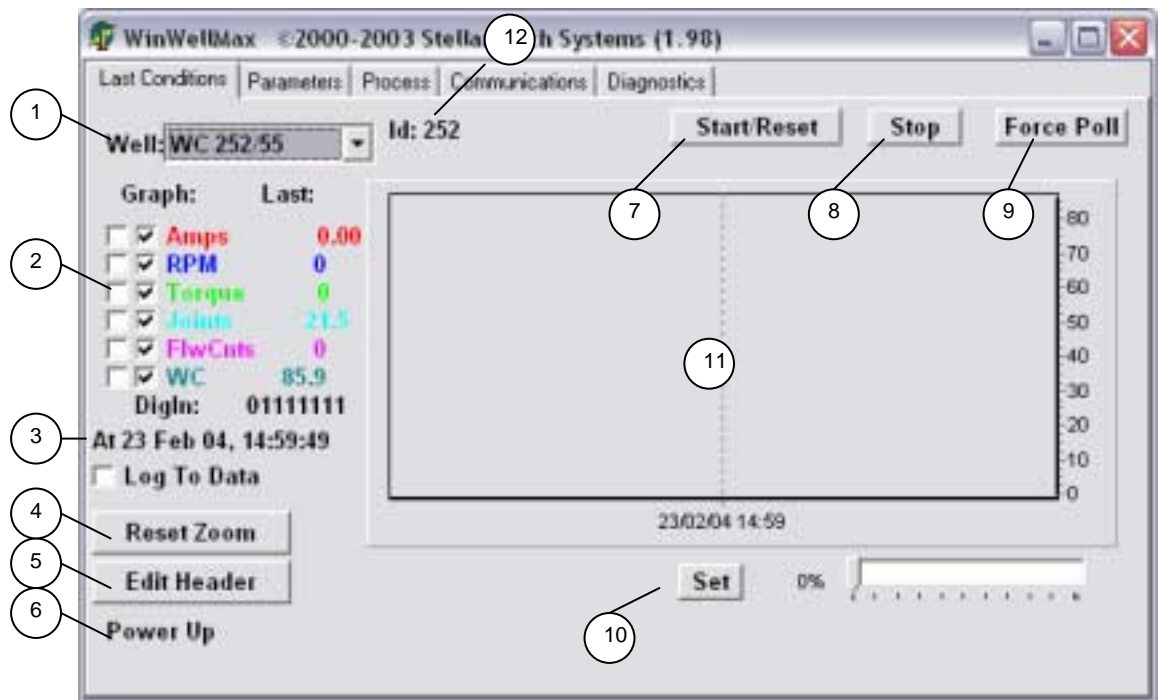 WinWellMax ©2000-2003 Stella 12 h Systems (1.98)
Last Conditions Parameters Process Communications Diagnostics
1
Well: WC 252/55
Id: 252
Start/Reset
Stop
Force Poll
7
8
9
Graph: Last:
Amps 0.00
RPM 0
2
Torque 0
Joints 21.5
FlwCnts 0
WC 85.9
DigIn: 01111111
3
At 23 Feb 04, 14:59:49
Log To Data
4
Reset Zoom
5
Edit Header
6
Power Up
80
70
60
50
40
30
20
10
0
11
23/02/04 14:59
Set
0%
10